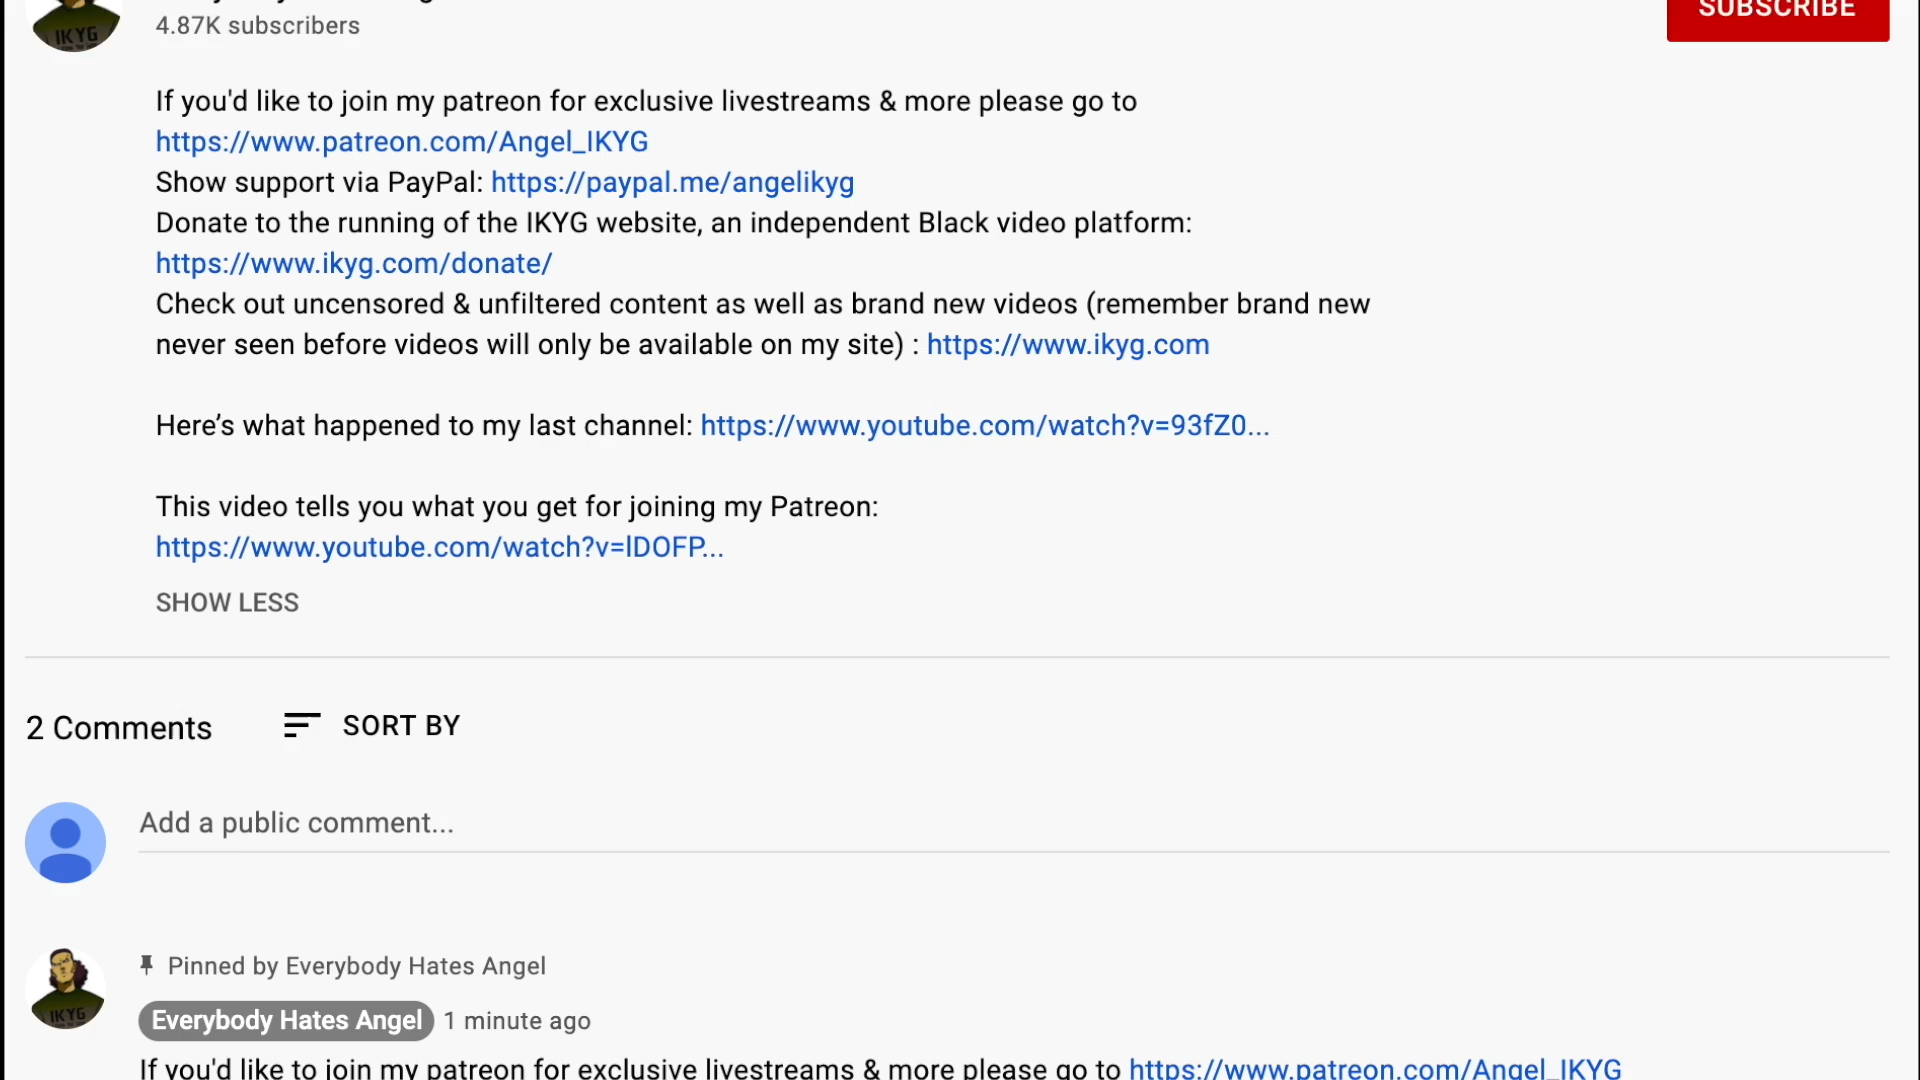 IKYG
4.87K subscribers
SUBSCRIBE
If you'd like to join my patreon for exclusive livestreams & more please go to
https://www.patreon.com/Angel_IKYG
Show support via PayPal: https://paypal.me/angelikyg
Donate to the running of the IKYG website, an independent Black video platform:
https://www.ikyg.com/donate/
Check out uncensored & unfiltered content as well as brand new videos (remember brand new
never seen before videos will only be available on my site) : https://www.ikyg.com
Here’s what happened to my last channel: https://www.youtube.com/watch?v=93fZ0...
This video tells you what you get for joining my Patreon:
https://www.youtube.com/watch?v=lDOFP...
SHOW LESS
2 Comments SORT BY
Add a public comment...
Pinned by Everybody Hates Angel
IKYG
Everybody Hates Angel 1 minute ago
If you'd like to join my patreon for exclusive livestreams & more please go to https://www.patreon.com/Angel_IKYG